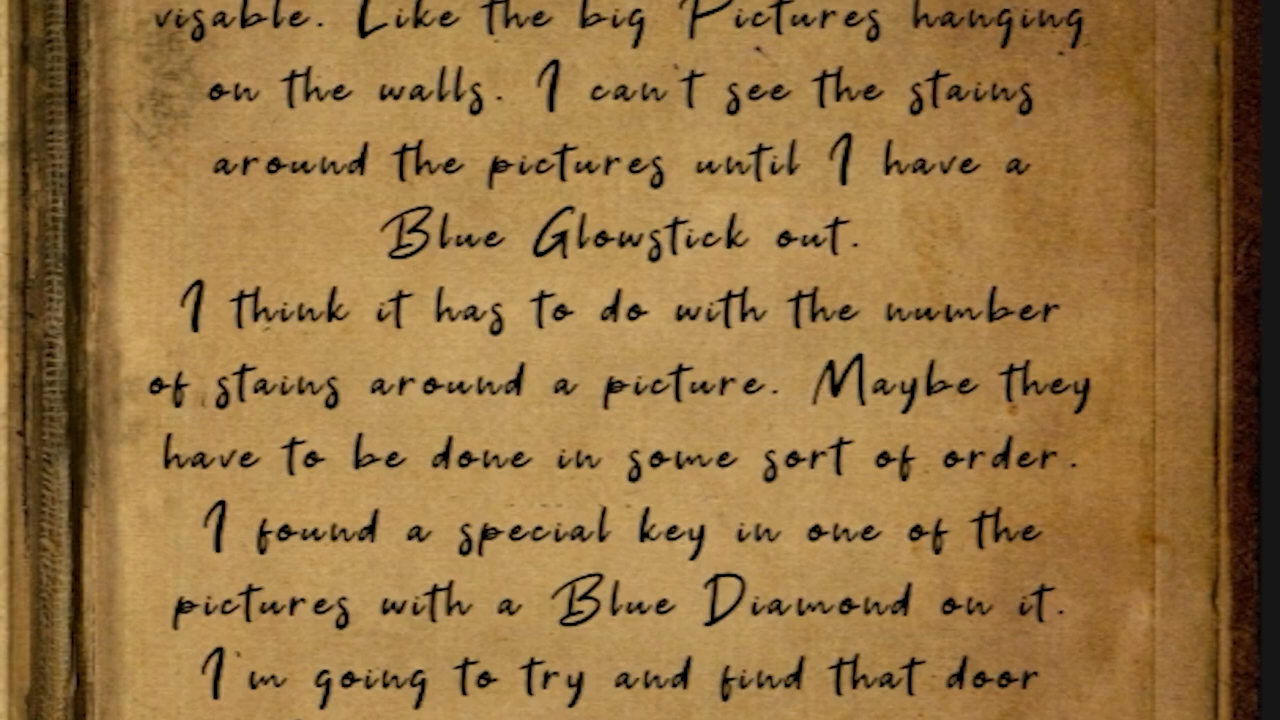 visable. Like the big Pictures hanging
on the walls. I can't see the stains
around the pictures until I have a
Blue Glowstick out.
I think it has to do with the number
of stains around a picture. Maybe they
have to be done in some sort of order.
I found a special key in one of the
pictures with a Blue Diamond on it.
I'm going to try and find that door